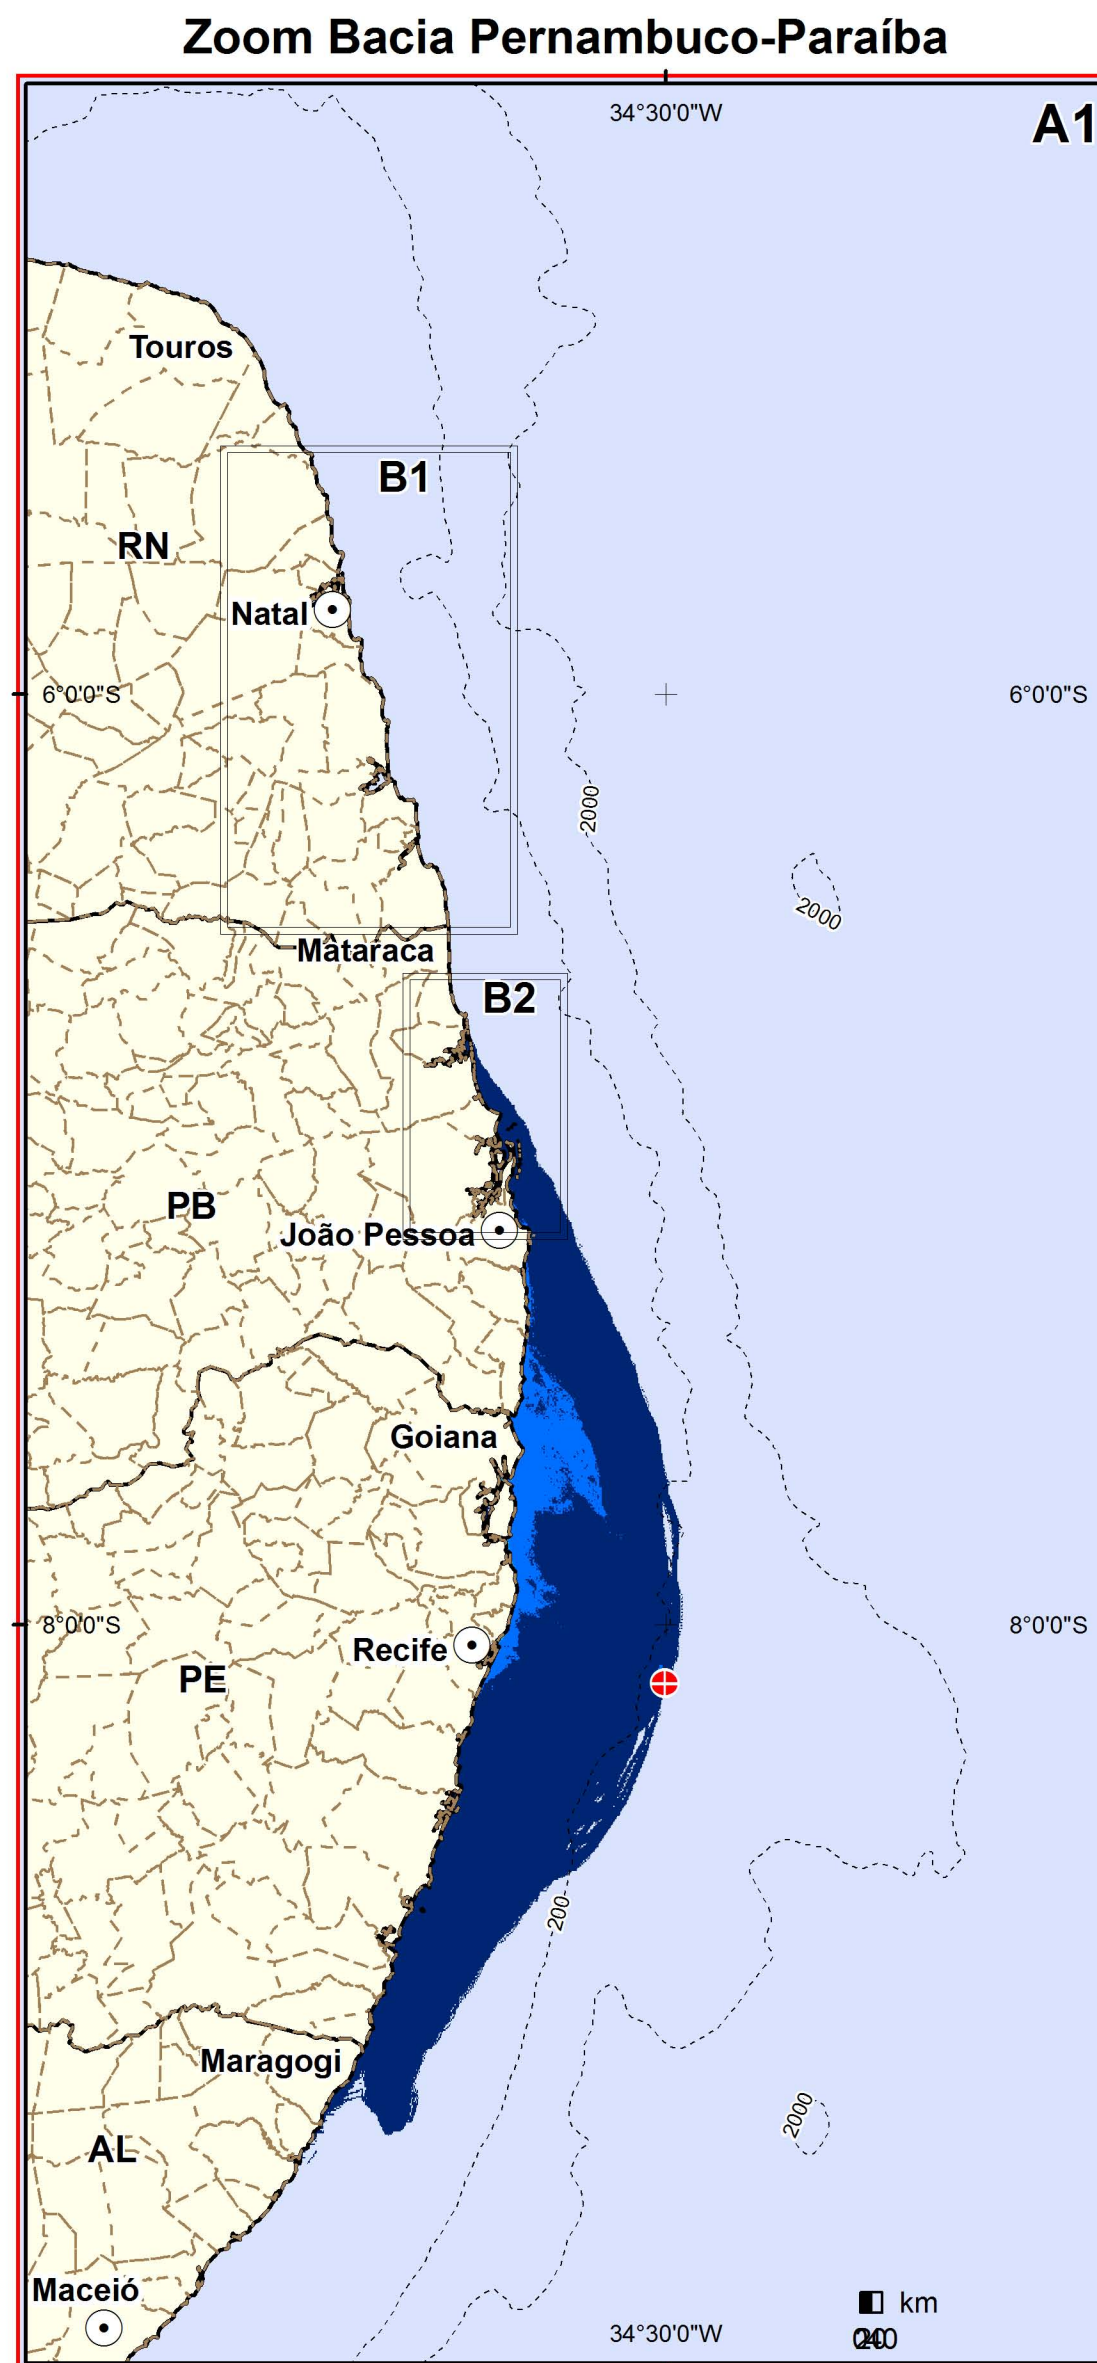 Zoom Bacia Pernambuco-Paraíba
34°30'0"W
A1
Touros
B1
RN
Natal
6°0'0"S
6°0'0"S
2000
2000
Mataraca
B2
PB
João Pessoa
Goiana
8°0'0"S
8°0'0"S
Recife
PE
200
Maragogi
2000
AL
Maceió
km
34°30'0"W